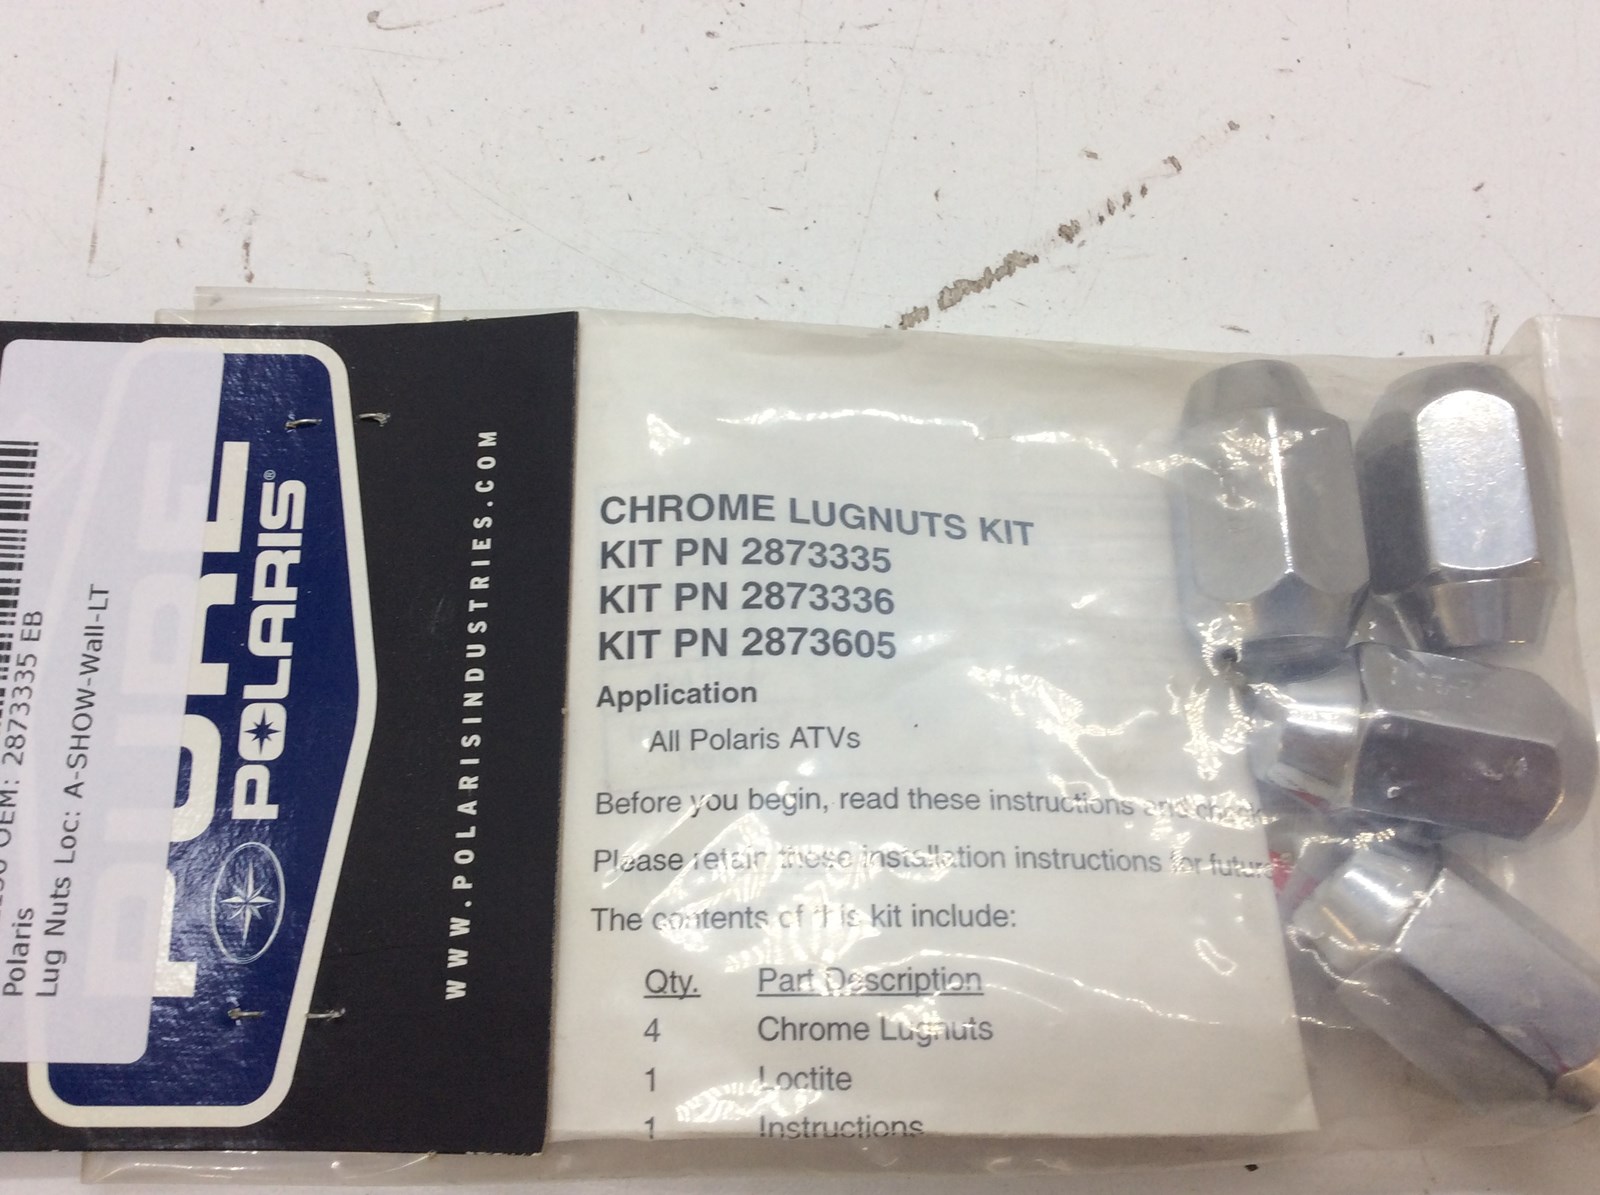 OEM: 2873335 EB
Polaris
Lug Nuts Loc: A-SHOW-Wall-LT
PURE
POLARIS®
WWW.POLARISINDUSTRIES.COM
CHROME LUGNUTS KIT
KIT PN 2873335
KIT PN 2873336
KIT PN 2873605
Application
All Polaris ATVs
Before you begin, read these instructions and check
Please retain these installation instructions for future
The contents of this kit include:
Qty. Part Description
4 Chrome Lugnuts
1 Loctite
1 Instructions